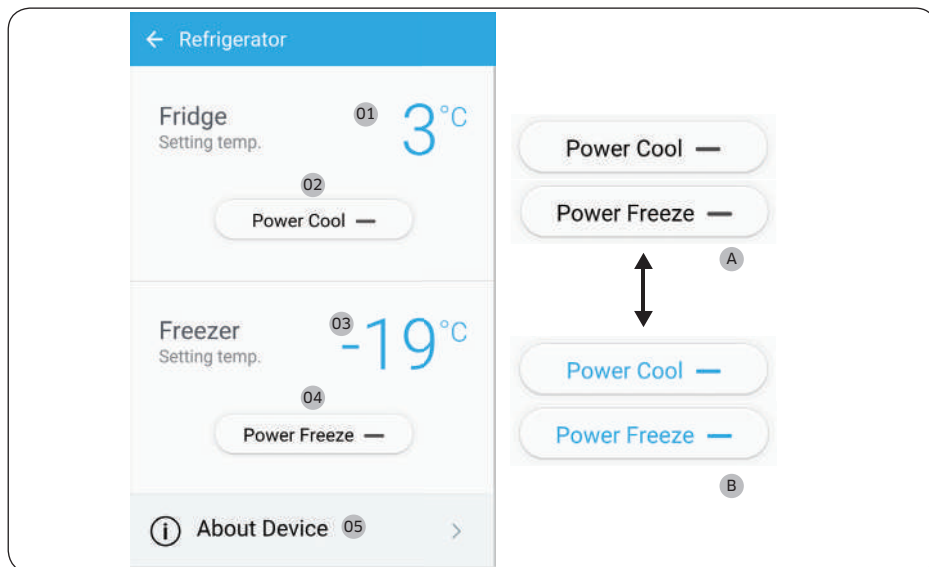 ← Refrigerator
Fridge
Setting temp.
01
3°C
02
Power Cool —
Freezer
Setting temp.
03
-19°C
04
Power Freeze —
About Device 05 >
Power Cool —
Power Freeze —
A
Power Cool —
Power Freeze —
B